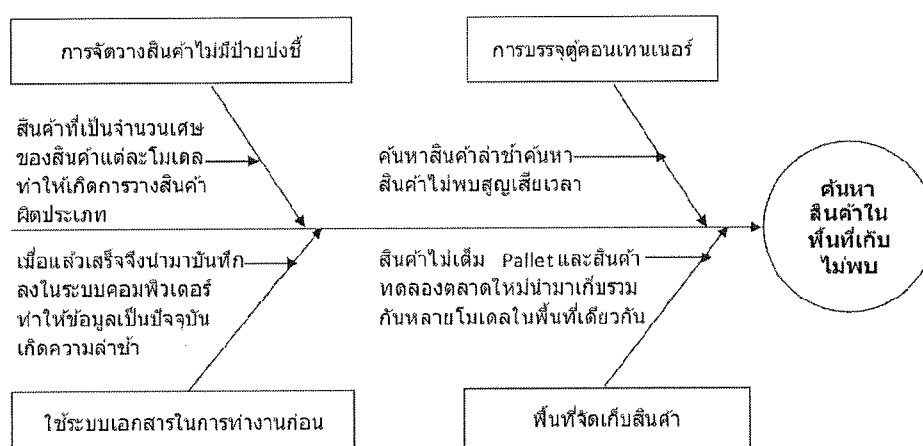 การจัดวางสินค้าไม่มีป้ายบ่งชี้
การบรรจุตู้คอนเทนเนอร์
สินค้าที่เป็นจำนวนเศษ
ของสินค้าแต่ละโมเดล
ทำให้เกิดการวางสินค้า
ผิดประเภท
ค้นหาสินค้าล่าช้าค้นหา
สินค้าไม่พบสูญเสียเวลา
ค้นหา
สินค้าใน
พื้นที่เก็บ
ไม่พบ
เมื่อแล้วเสร็จจึงนำมาบันทึก
ลงในระบบคอมพิวเตอร์
ทำให้ข้อมูลเป็นปัจจุบัน
เกิดความล่าช้า
สินค้าไม่เต็ม Pallet และสินค้า
ทดลองตลาดใหม่นำมาเก็บรวม
กันหลายโมเดลในพื้นที่เดียวกัน
ใช้ระบบเอกสารในการทำงานก่อน
พื้นที่จัดเก็บสินค้า